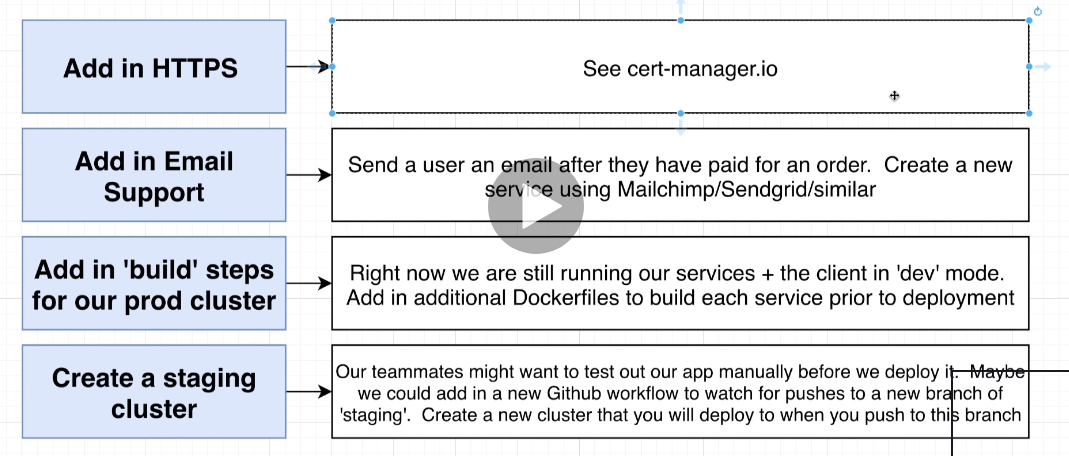 Add in HTTPS
See cert-manager.io
Add in Email
Support
Send a user an email after they have paid for an order.  Create a new
service using Mailchimp/Sendgrid/similar
Add in 'build' steps
for our prod cluster
Right now we are still running our services + the client in 'dev' mode.
Add in additional Dockerfiles to build each service prior to deployment
Create a staging
cluster
Our teammates might want to test out our app manually before we deploy it.  Maybe
we could add in a new Github workflow to watch for pushes to a new branch of
'staging'.  Create a new cluster that you will deploy to when you push to this branch